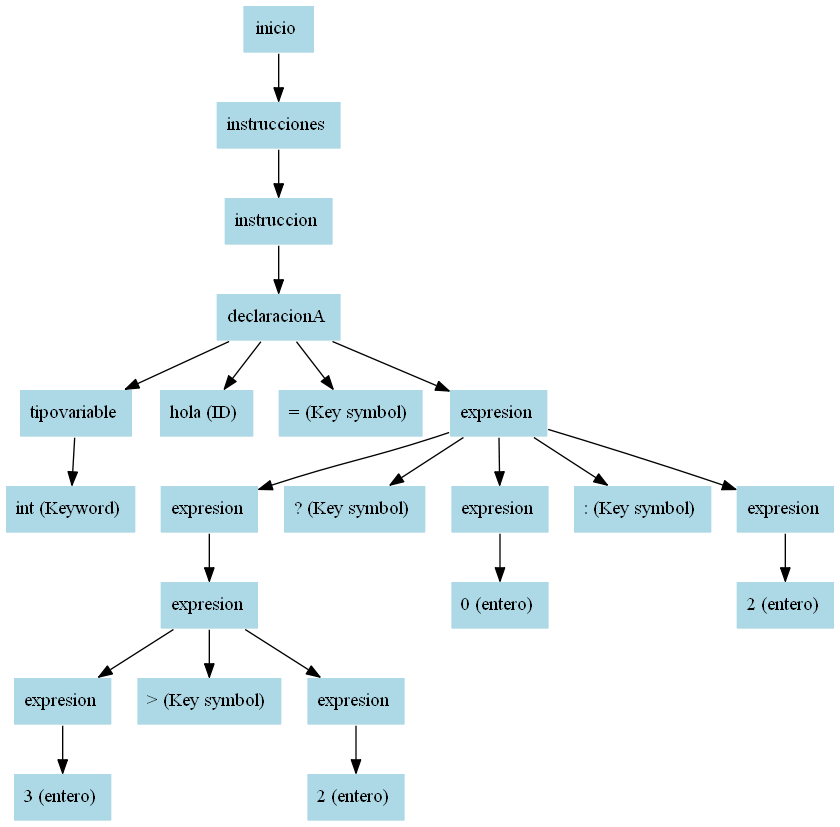 inicio
instrucciones
instruccion
declaracionA
tipovariable
hola (ID)
= (Key symbol)
expresion
int (Keyword)
expresion
? (Key symbol)
expresion
: (Key symbol)
expresion
expresion
0 (entero)
2 (entero)
expresion
> (Key symbol)
expresion
3 (entero)
2 (entero)